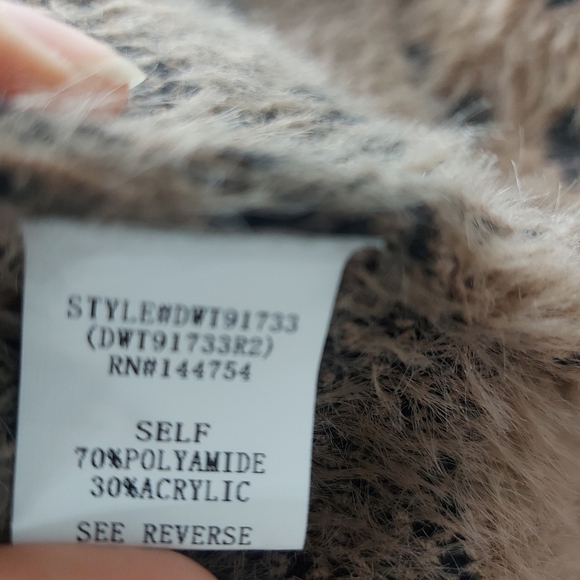 STYLE#DWT91733
(DWT91733R2)
RN#144754
SELF
70%POLYAMIDE
30%ACRYLIC
SEE REVERSE